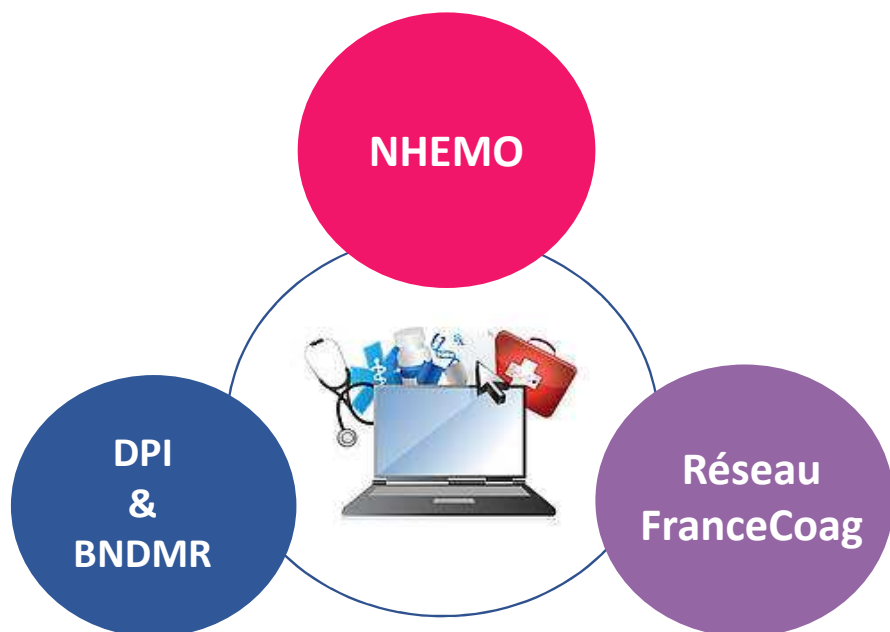 NHEMO
DPI
&
BNDMR
Réseau
FranceCoag